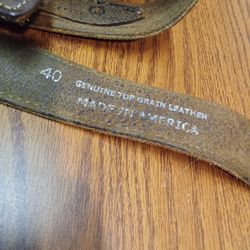 40
GENUINE TOP GRAIN LEATHER
MADE IN AMERICA